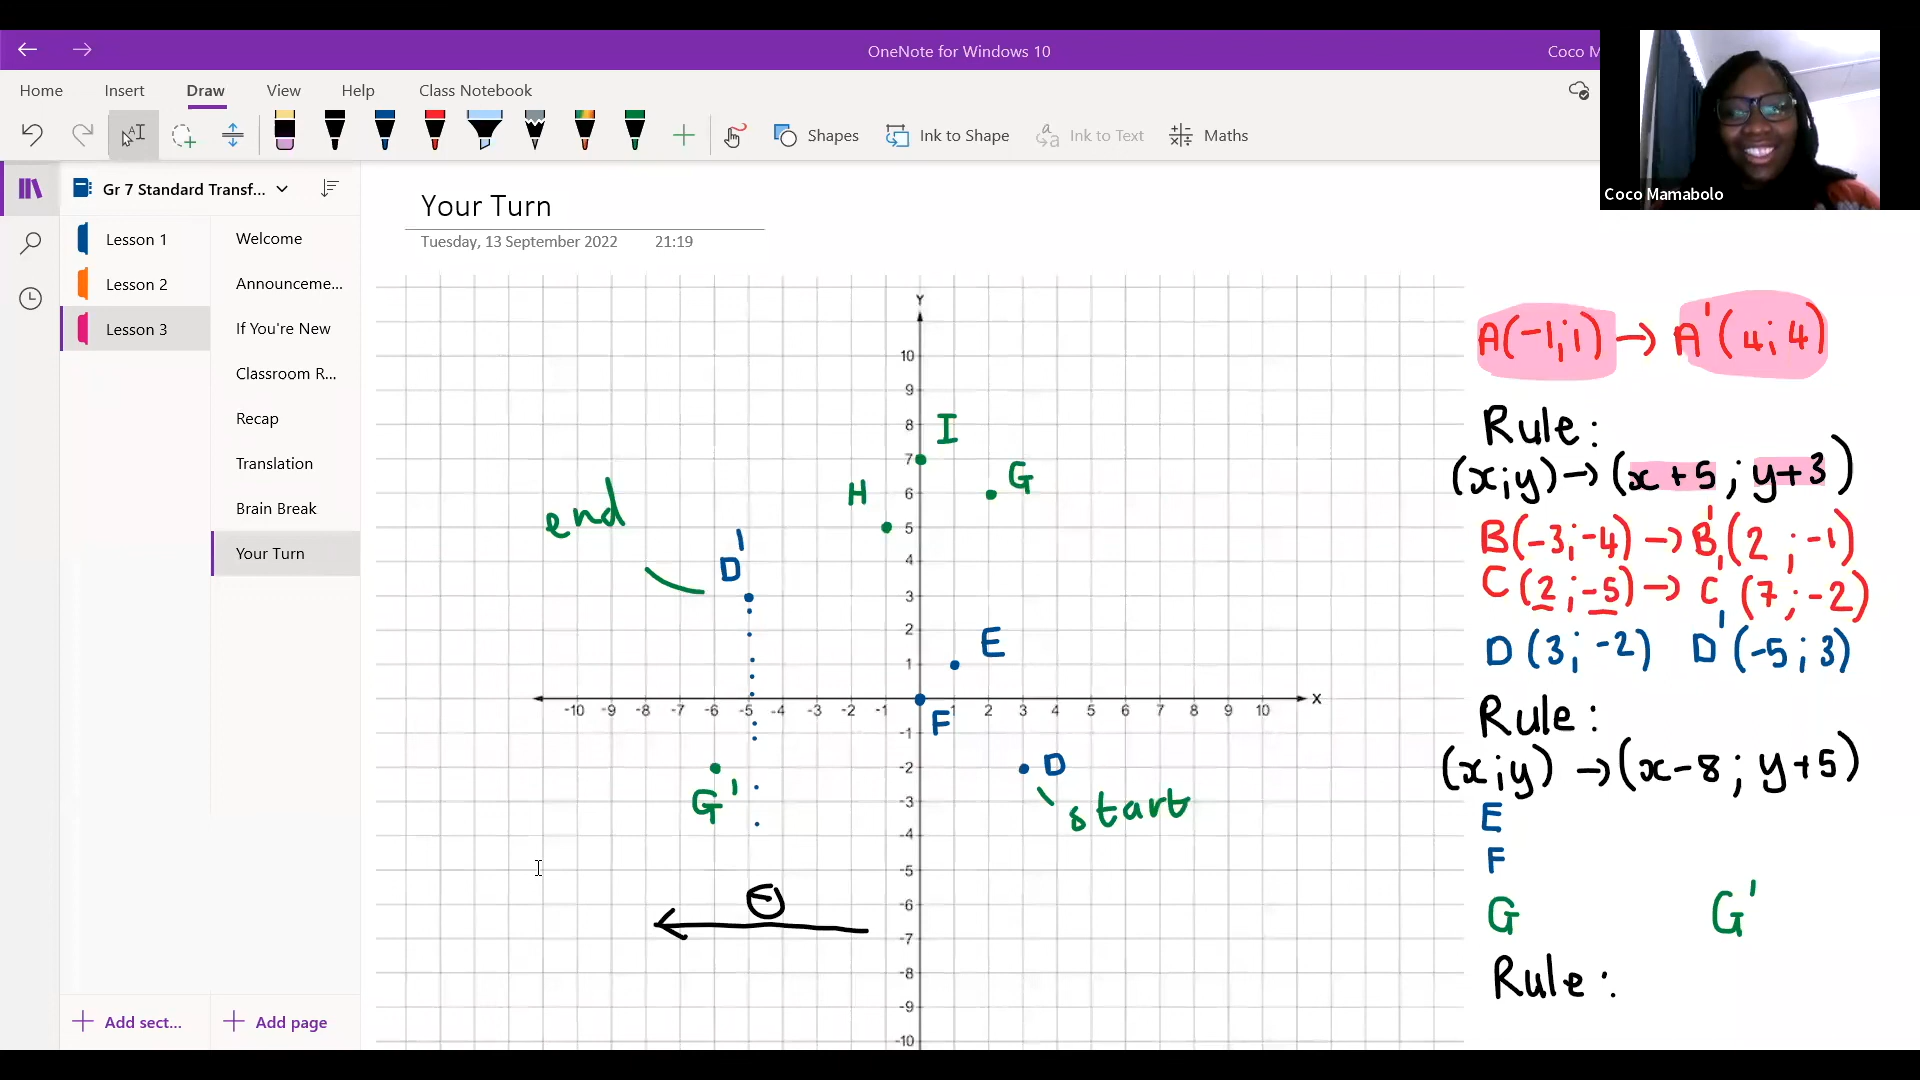 OneNote for Windows 10
Coco M
Home Insert Draw View Help Class Notebook
Shapes Ink to Shape Ink to Text Maths
Coco Mamabolo
Gr 7 Standard Transf...
Lesson 1
Lesson 2
Lesson 3
Welcome
Announceme...
If You're New
Classroom R...
Recap
Translation
Brain Break
Your Turn
Add sect...
Add page
Your Turn
Tuesday, 13 September 2022 21:19
Y
10
9
8
I
7
G
H
6
5
end
4
D'
3
2
E
1
-10 -9 -8 -7 -6 -5 -4 -3 -2 -1 1 2 3 4 5 6 7 8 9 10 X
F
-1
-2
D
G'
-3
start
-4
-5
-6
-7
-8
-9
-10
A(-1;1) → A'(4;4)
Rule:
(x;y) → (x+5; y+3)
B(-3;-4) → B'(2;-1)
C(2;-5) → C'(7;-2)
D(3;-2) D'(-5;3)
Rule:
(x;y) → (x-8; y+5)
E
F
G G'
Rule: